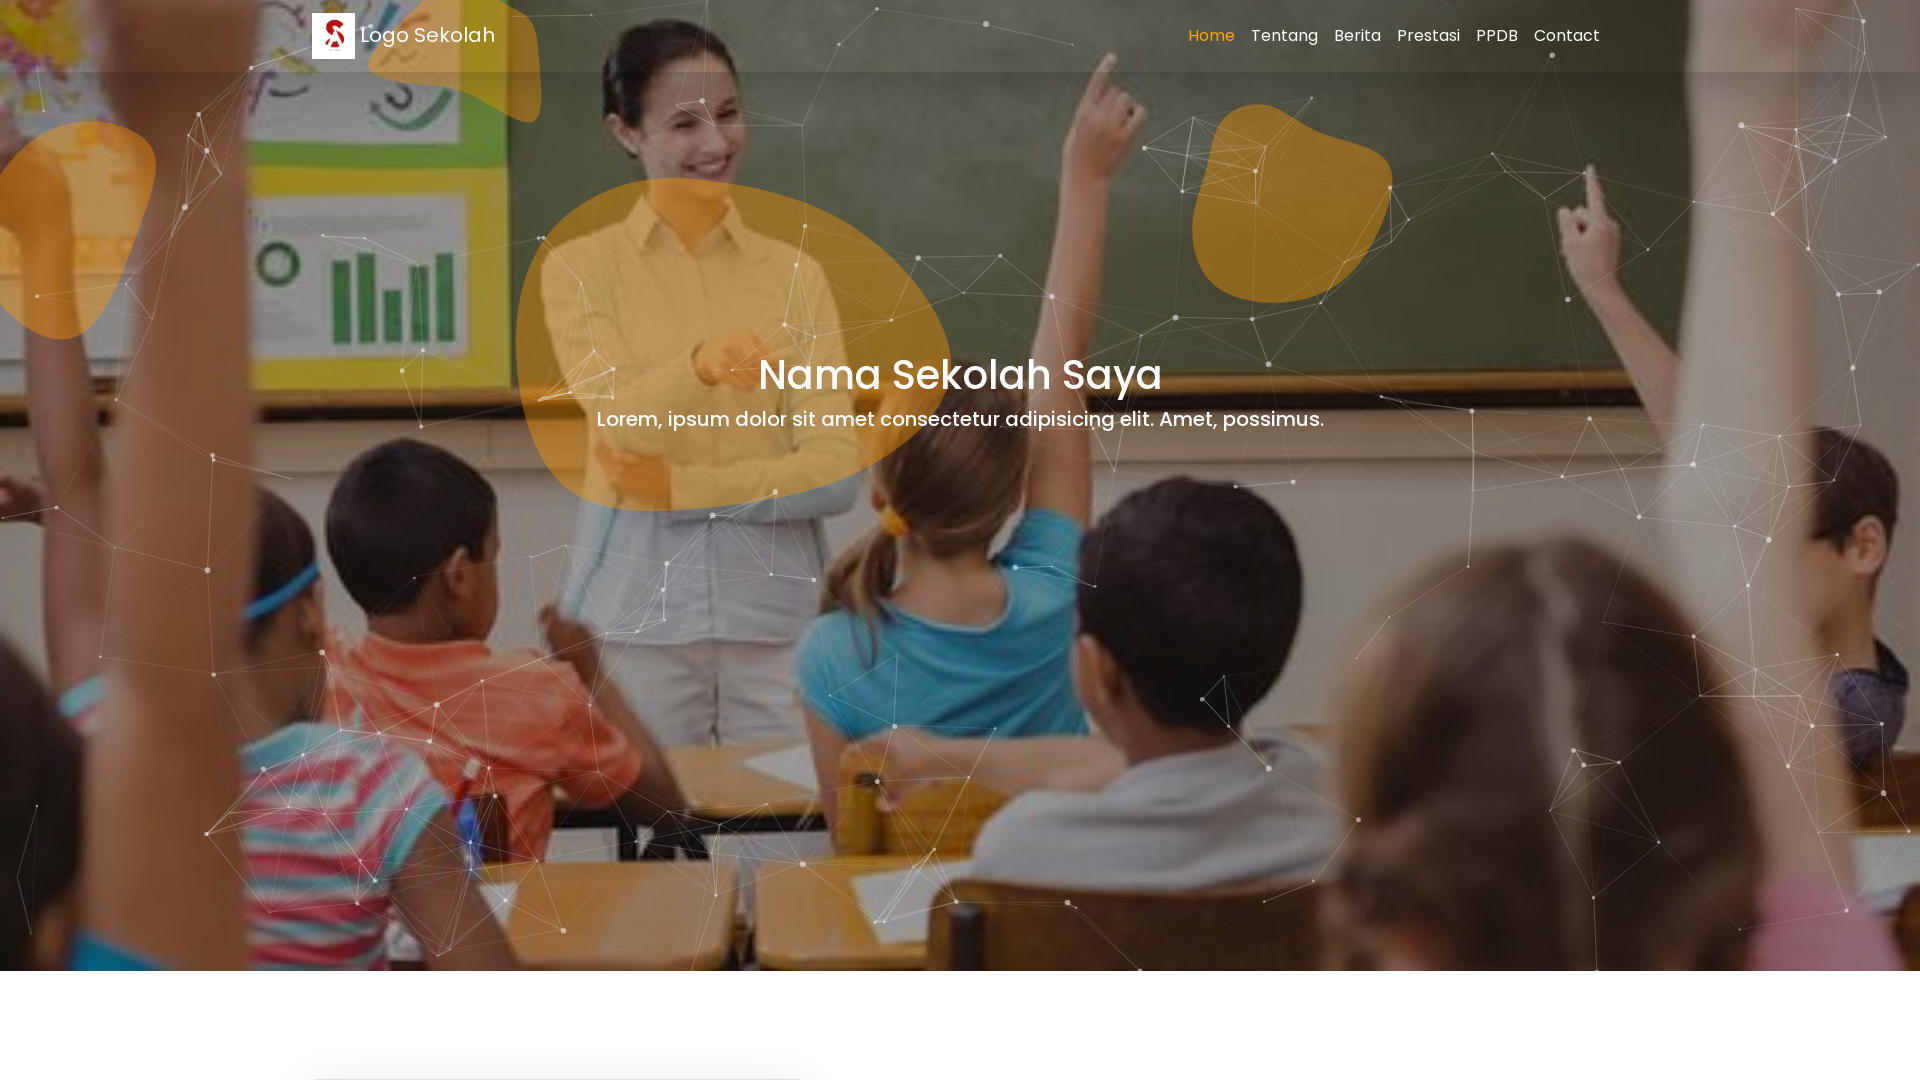 Logo Sekolah
Home Tentang Berita Prestasi PPDB Contact
Nama Sekolah Saya
Lorem, ipsum dolor sit amet consectetur adipisicing elit. Amet, possimus.